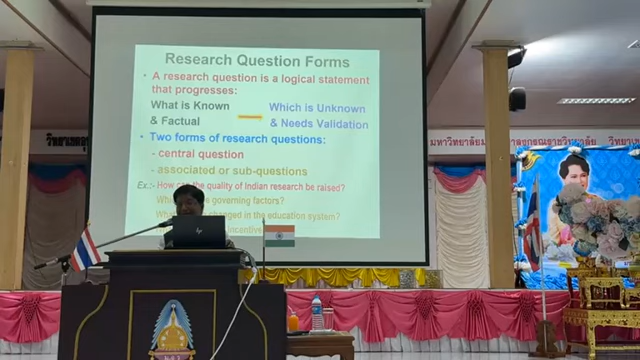 Research Question Forms
• A research question is a logical statement
that progresses:
What is Known
& Factual
Which is Unknown
& Needs Validation
• Two forms of research questions:
- central question
- associated or sub-questions
Ex:- How can the quality of Indian research be raised?
governing factors?
changed in the education system?
incentive
hp